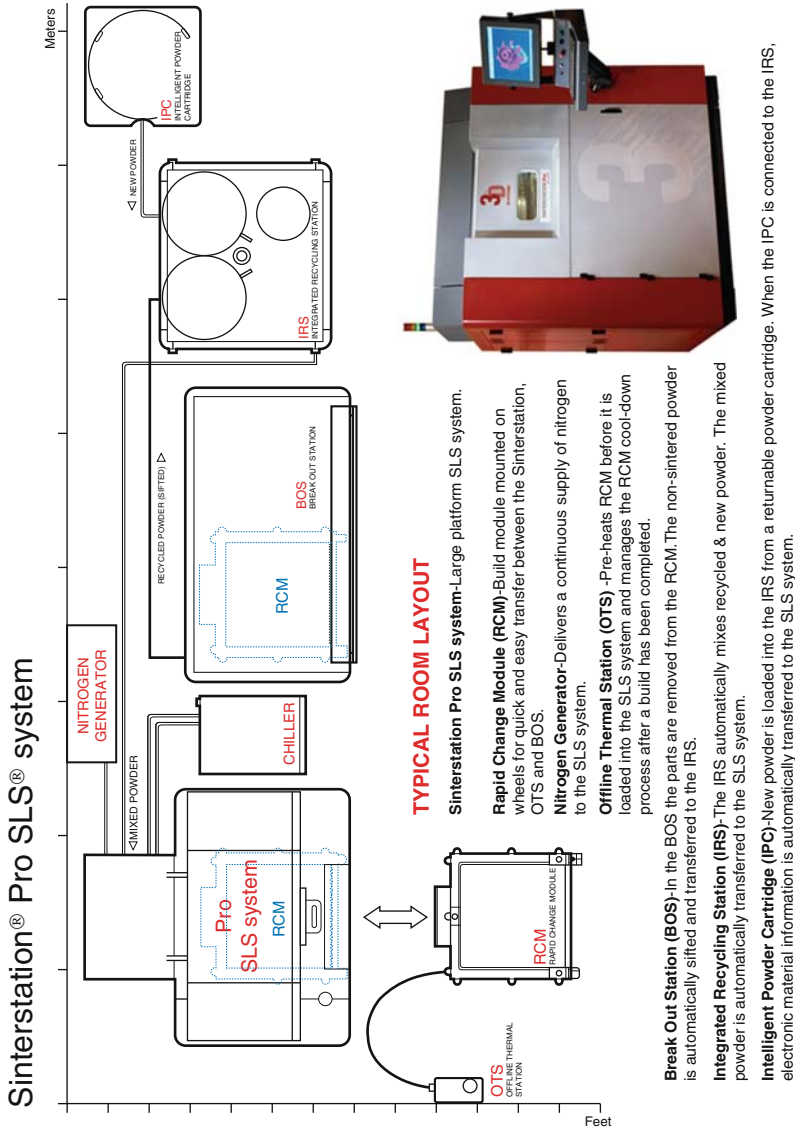 Sinterstation® Pro SLS® system
Meters
NITROGEN
GENERATOR
IPC
INTELLIGENT POWDER
CARTRIDGE
NEW POWDER
MIXED POWDER
RECYCLED POWDER (SIFTED)
IRS
INTEGRATED RECYCLING STATION
BOS
BREAK OUT STATION
RCM
CHILLER
Pro
SLS system
RCM
RCM
RAPID CHANGE MODULE
OTS
OFFLINE THERMAL
STATION
Feet
3D
3
TYPICAL ROOM LAYOUT
Sinterstation Pro SLS system-Large platform SLS system.
Rapid Change Module (RCM)-Build module mounted on
wheels for quick and easy transfer between the Sinterstation,
OTS and BOS.
Nitrogen Generator-Delivers a continuous supply of nitrogen
to the SLS system.
Offline Thermal Station (OTS) -Pre-heats RCM before it is
loaded into the SLS system and manages the RCM cool-down
process after a build has been completed.
Break Out Station (BOS)-In the BOS the parts are removed from the RCM. The non-sintered powder
is automatically sifted and transferred to the IRS.
Integrated Recycling Station (IRS)-The IRS automatically mixes recycled & new powder. The mixed
powder is automatically transferred to the SLS system.
Intelligent Powder Cartridge (IPC)-New powder is loaded into the IRS from a returnable powder cartridge. When the IPC is connected to the IRS,
electronic material information is automatically transferred to the SLS system.